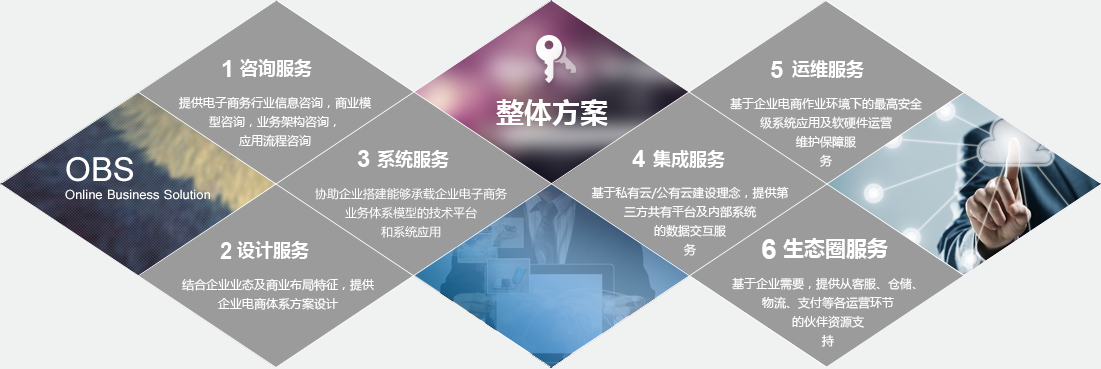 OBS
Online Business Solution
1 咨询服务
提供电子商务行业信息咨询，商业模
型咨询，业务架构咨询，
应用流程咨询
2 设计服务
结合企业业态及商业布局特征，提供
企业电商体系方案设计
3 系统服务
协助企业搭建能够承载企业电子商务
业务体系模型的技术平台
和系统应用
整体方案
4 集成服务
基于私有云/公有云建设理念，提供第
三方共有平台及内部系统
的数据交互服
务
5 运维服务
基于企业电商作业环境下的最高安全
级系统应用及软硬件运营
维护保障服
务
6 生态圈服务
基于企业需要，提供从客服、仓储、
物流、支付等各运营环节
的伙伴资源支
持